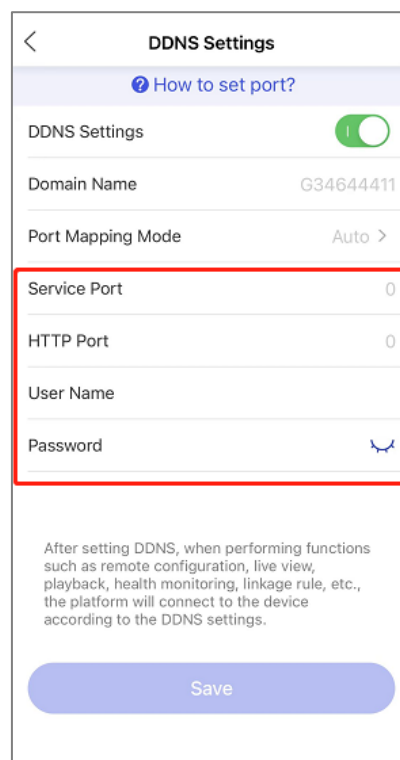 DDNS Settings
How to set port?
DDNS Settings
Domain Name G34644411
Port Mapping Mode Auto >
Service Port 0
HTTP Port 0
User Name
Password
After setting DDNS, when performing functions
such as remote configuration, live view,
playback, health monitoring, linkage rule, etc.,
the platform will connect to the device
according to the DDNS settings.
Save